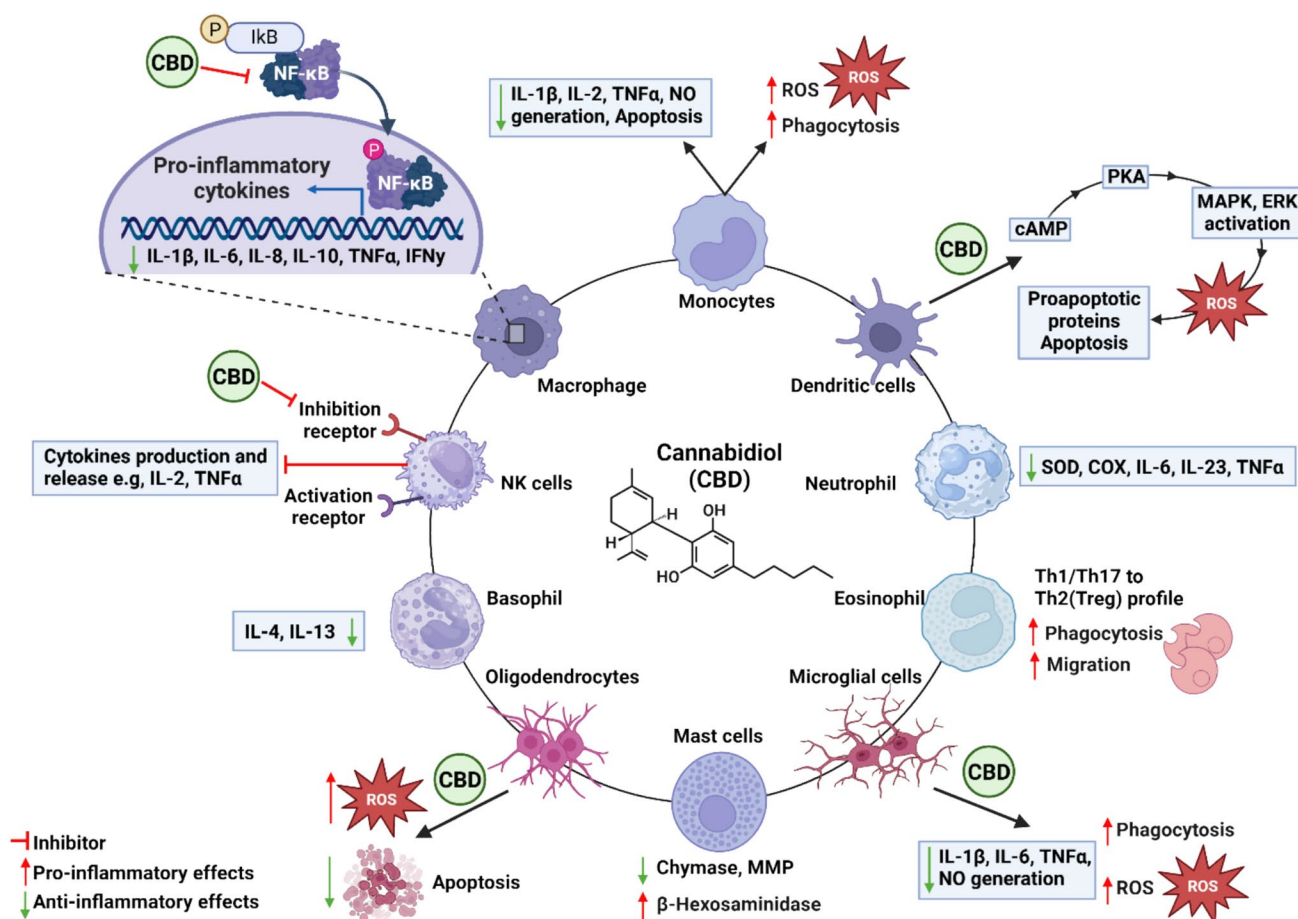 P
IkB
CBD
NF-κB
P
NF-κB
Pro-inflammatory
cytokines
IL-1β, IL-6, IL-8, IL-10, TNFα, IFNy
Macrophage
IL-1β, IL-2, TNFα, NO
generation, Apoptosis
ROS
ROS
Phagocytosis
Monocytes
CBD
cAMP
PKA
MAPK, ERK
activation
ROS
Proapoptotic
proteins
Apoptosis
Dendritic cells
CBD
Inhibition
receptor
Cytokines production and
release e.g, IL-2, TNFα
Activation
receptor
NK cells
Cannabidiol
(CBD)
H
H
OH
HO
Neutrophil
SOD, COX, IL-6, IL-23, TNFα
Basophil
IL-4, IL-13
Eosinophil
Th1/Th17 to
Th2(Treg) profile
Phagocytosis
Migration
Oligodendrocytes
CBD
ROS
Apoptosis
Mast cells
Chymase, MMP
β-Hexosaminidase
Microglial cells
CBD
IL-1β, IL-6, TNFα,
NO generation
Phagocytosis
ROS
ROS
Inhibitor
Pro-inflammatory effects
Anti-inflammatory effects